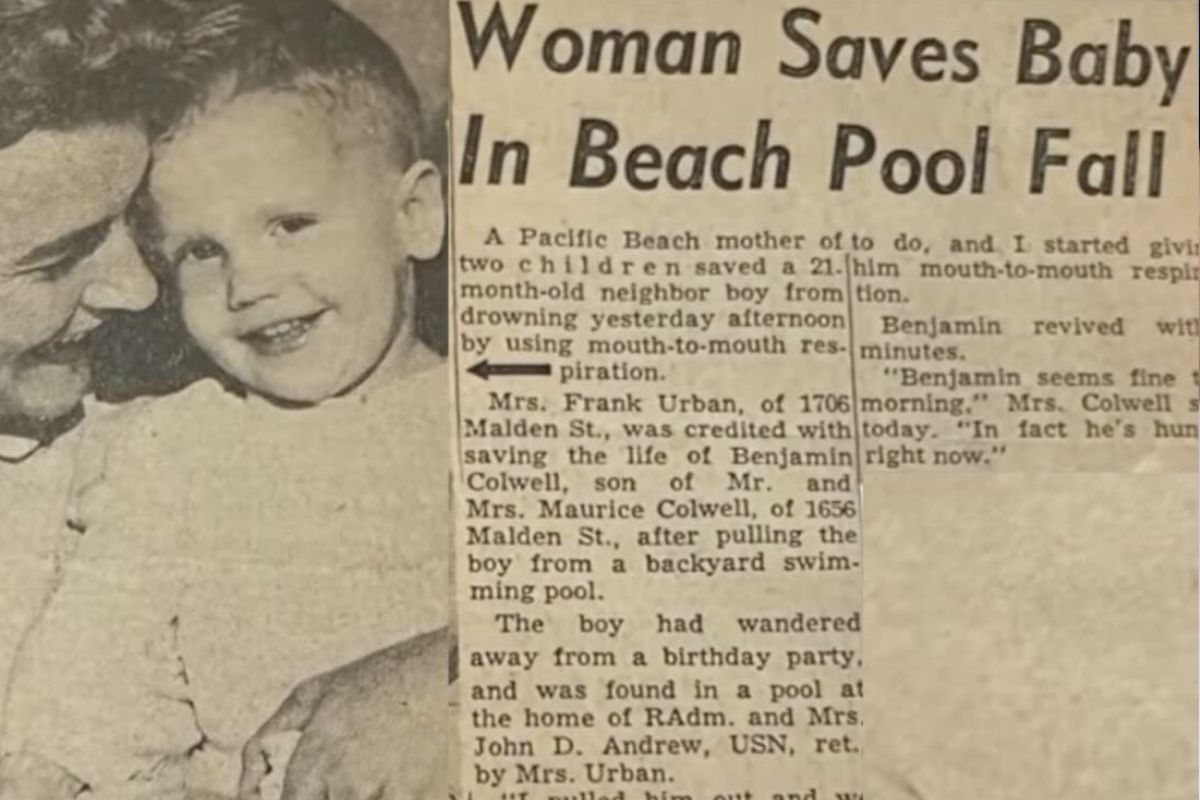 Woman Saves Baby
In Beach Pool Fall
A Pacific Beach mother of
two children saved a 21-
month-old neighbor boy from
drowning yesterday afternoon
by using mouth-to-mouth res-
piration.
Mrs. Frank Urban, of 1706
Malden St., was credited with
saving the life of Benjamin
Colwell, son of Mr. and
Mrs. Maurice Colwell, of 1656
Malden St., after pulling the
boy from a backyard swim-
ming pool.
The boy had wandered
away from a birthday party,
and was found in a pool at
the home of RAdm. and Mrs.
John D. Andrew, USN, ret.
by Mrs. Urban.
"I pulled him out and
to do, and I started
him mouth-to-mouth
tion.
Benjamin revived
minutes.
"Benjamin seems fine
morning," Mrs. Colwell
today. "In fact he's
right now."